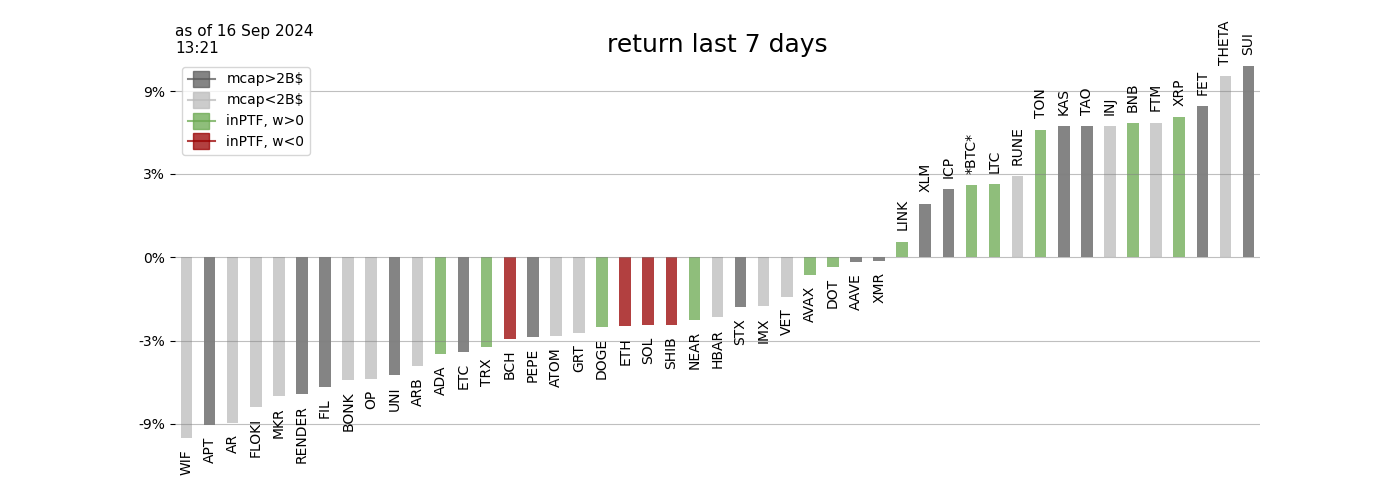 as of 16 Sep 2024
13:21
return last 7 days
mcap>2B$
mcap<2B$
inPTF, w>0
inPTF, w<0
9%
3%
0%
-3%
-9%
WIF
APT
AR
FLOKI
MKR
RENDER
FIL
BONK
OP
UNI
ARB
ADA
ETC
TRX
BCH
PEPE
ATOM
GRT
DOGE
ETH
SOL
SHIB
NEAR
HBAR
STX
IMX
VET
AVAX
DOT
AAVE
XMR
LINK
XLM
ICP
*BTC*
LTC
RUNE
TON
KAS
TAO
INJ
BNB
FTM
XRP
FET
THETA
SUI